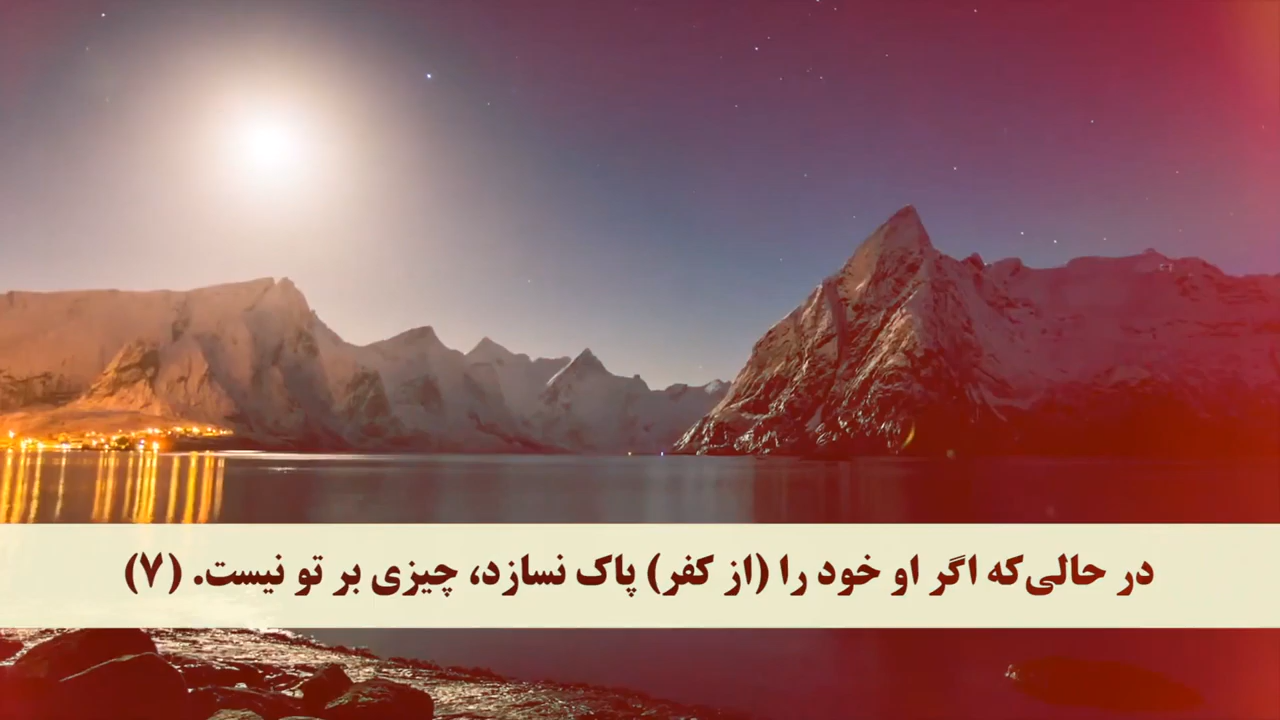 در حالی‌که اگر او خود را (از کفر) پاک نسازد، چیزی بر تو نیست. (۷)